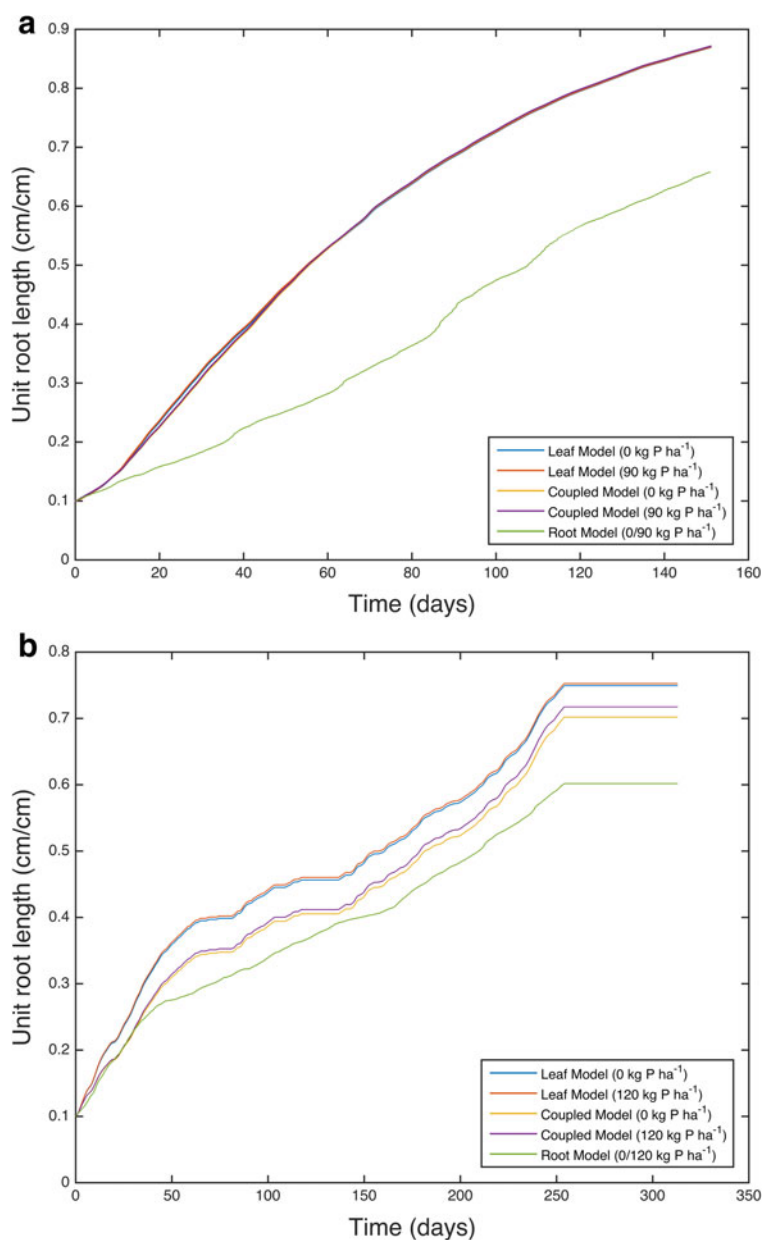 a
0.9
0.8
0.7
0.6
0.5
0.4
0.3
0.2
0.1
0
Unit root length (cm/cm)
Leaf Model (0 kg P ha⁻¹)
Leaf Model (90 kg P ha⁻¹)
Coupled Model (0 kg P ha⁻¹)
Coupled Model (90 kg P ha⁻¹)
Root Model (0/90 kg P ha⁻¹)
0 20 40 60 80 100 120 140 160
Time (days)
b
0.8
0.7
0.6
0.5
0.4
0.3
0.2
0.1
0
Unit root length (cm/cm)
Leaf Model (0 kg P ha⁻¹)
Leaf Model (120 kg P ha⁻¹)
Coupled Model (0 kg P ha⁻¹)
Coupled Model (120 kg P ha⁻¹)
Root Model (0/120 kg P ha⁻¹)
0 50 100 150 200 250 300 350
Time (days)